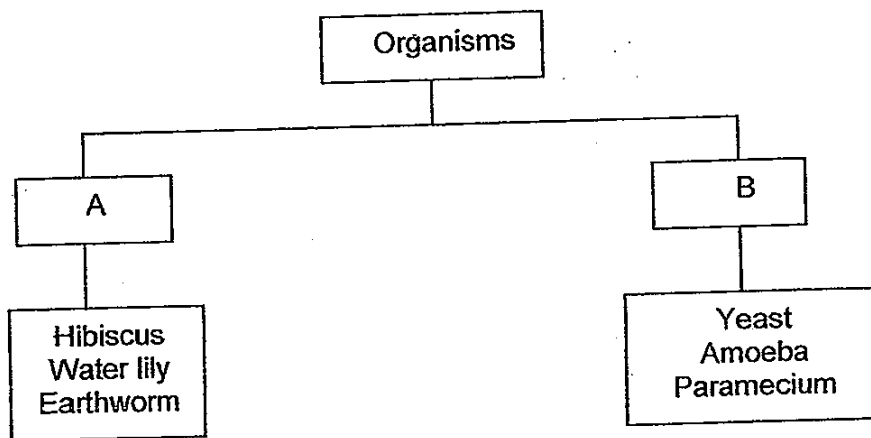 Organisms
A
B
Hibiscus
Water lily
Earthworm
Yeast
Amoeba
Paramecium